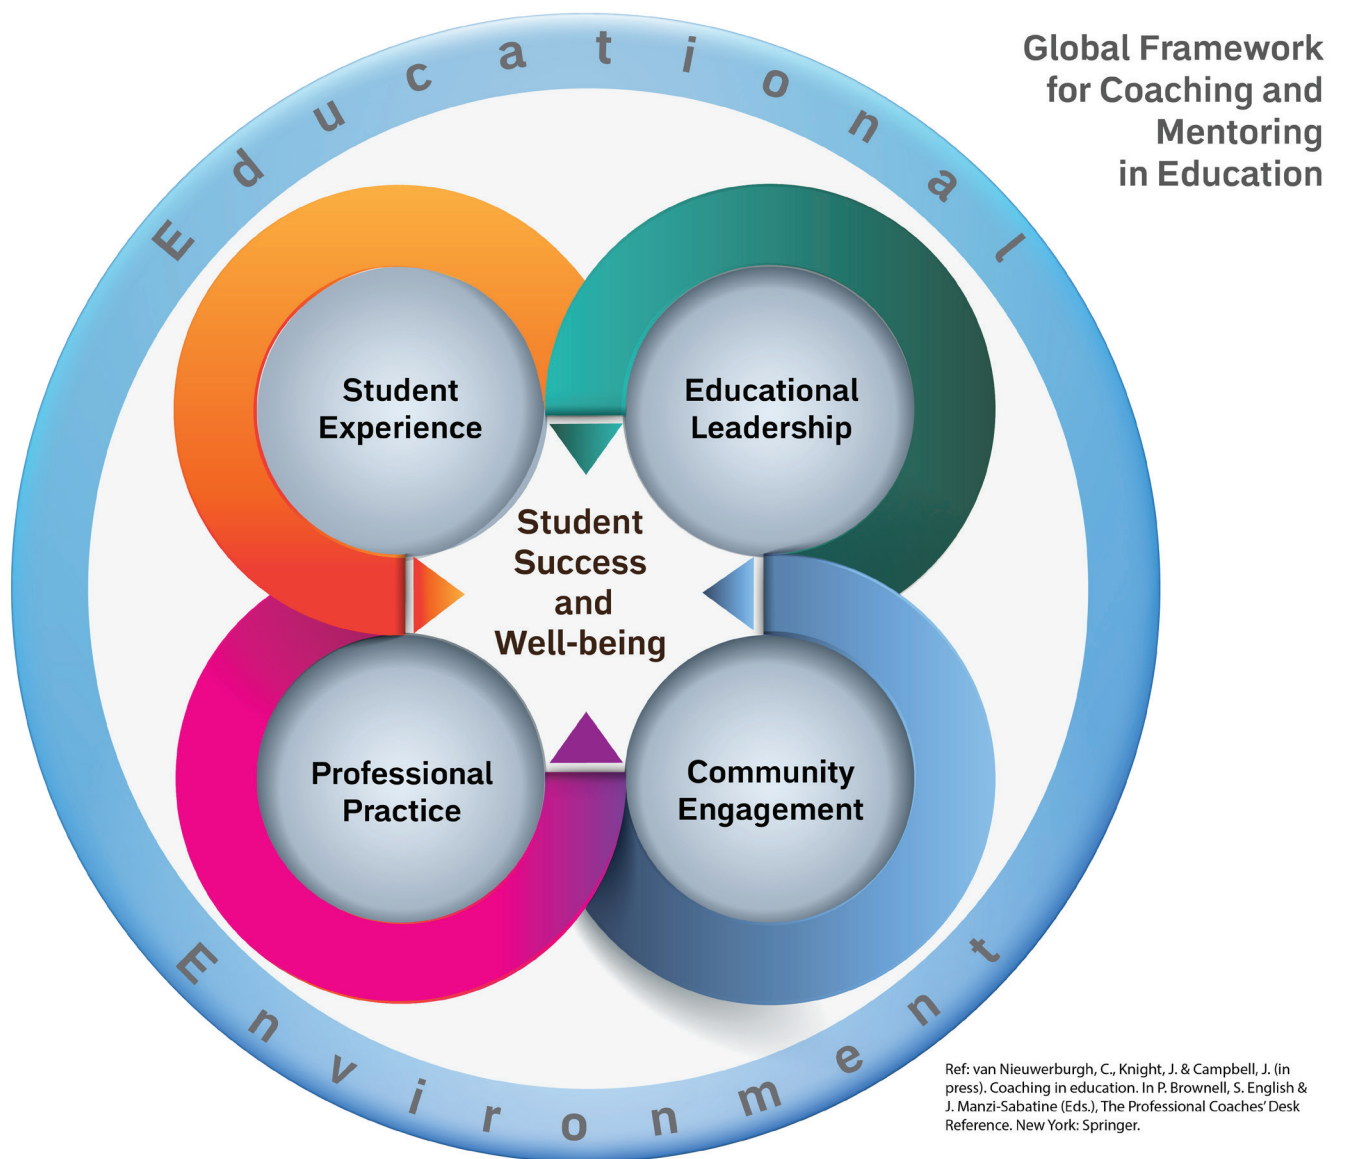 Global Framework
for Coaching and
Mentoring
in Education
Educational
Student
Experience
Educational
Leadership
Student
Success
and
Well-being
Professional
Practice
Community
Engagement
Environment
Ref: van Nieuwerburgh, C., Knight, J. & Campbell, J. (in
press). Coaching in education. In P. Brownell, S. English &
J. Manzi-Sabatine (Eds.), The Professional Coaches' Desk
Reference. New York: Springer.